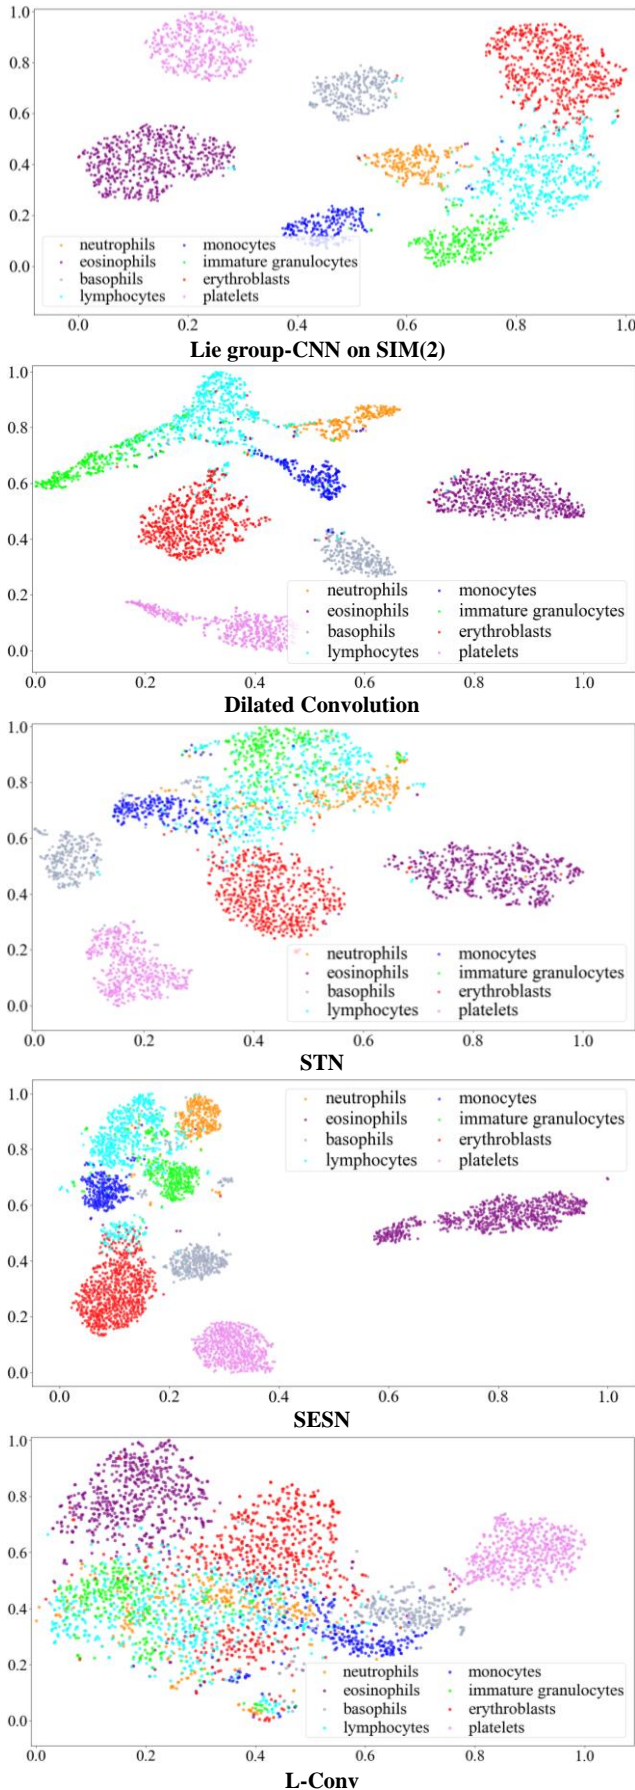 1.0
0.8
0.6
0.4
0.2
0.0
neutrophils monocytes
eosinophils immature granulocytes
basophils erythroblasts
lymphocytes platelets
0.0 0.2 0.4 0.6 0.8 1.0
Lie group-CNN on SIM(2)
1.0
0.8
0.6
0.4
0.2
0.0
neutrophils monocytes
eosinophils immature granulocytes
basophils erythroblasts
lymphocytes platelets
0.0 0.2 0.4 0.6 0.8 1.0
Dilated Convolution
1.0
0.8
0.6
0.4
0.2
0.0
neutrophils monocytes
eosinophils immature granulocytes
basophils erythroblasts
lymphocytes platelets
0.0 0.2 0.4 0.6 0.8 1.0
STN
1.0
0.8
0.6
0.4
0.2
0.0
neutrophils monocytes
eosinophils immature granulocytes
basophils erythroblasts
lymphocytes platelets
0.0 0.2 0.4 0.6 0.8 1.0
SESN
1.0
0.8
0.6
0.4
0.2
0.0
neutrophils monocytes
eosinophils immature granulocytes
basophils erythroblasts
lymphocytes platelets
0.0 0.2 0.4 0.6 0.8 1.0
L-Conv